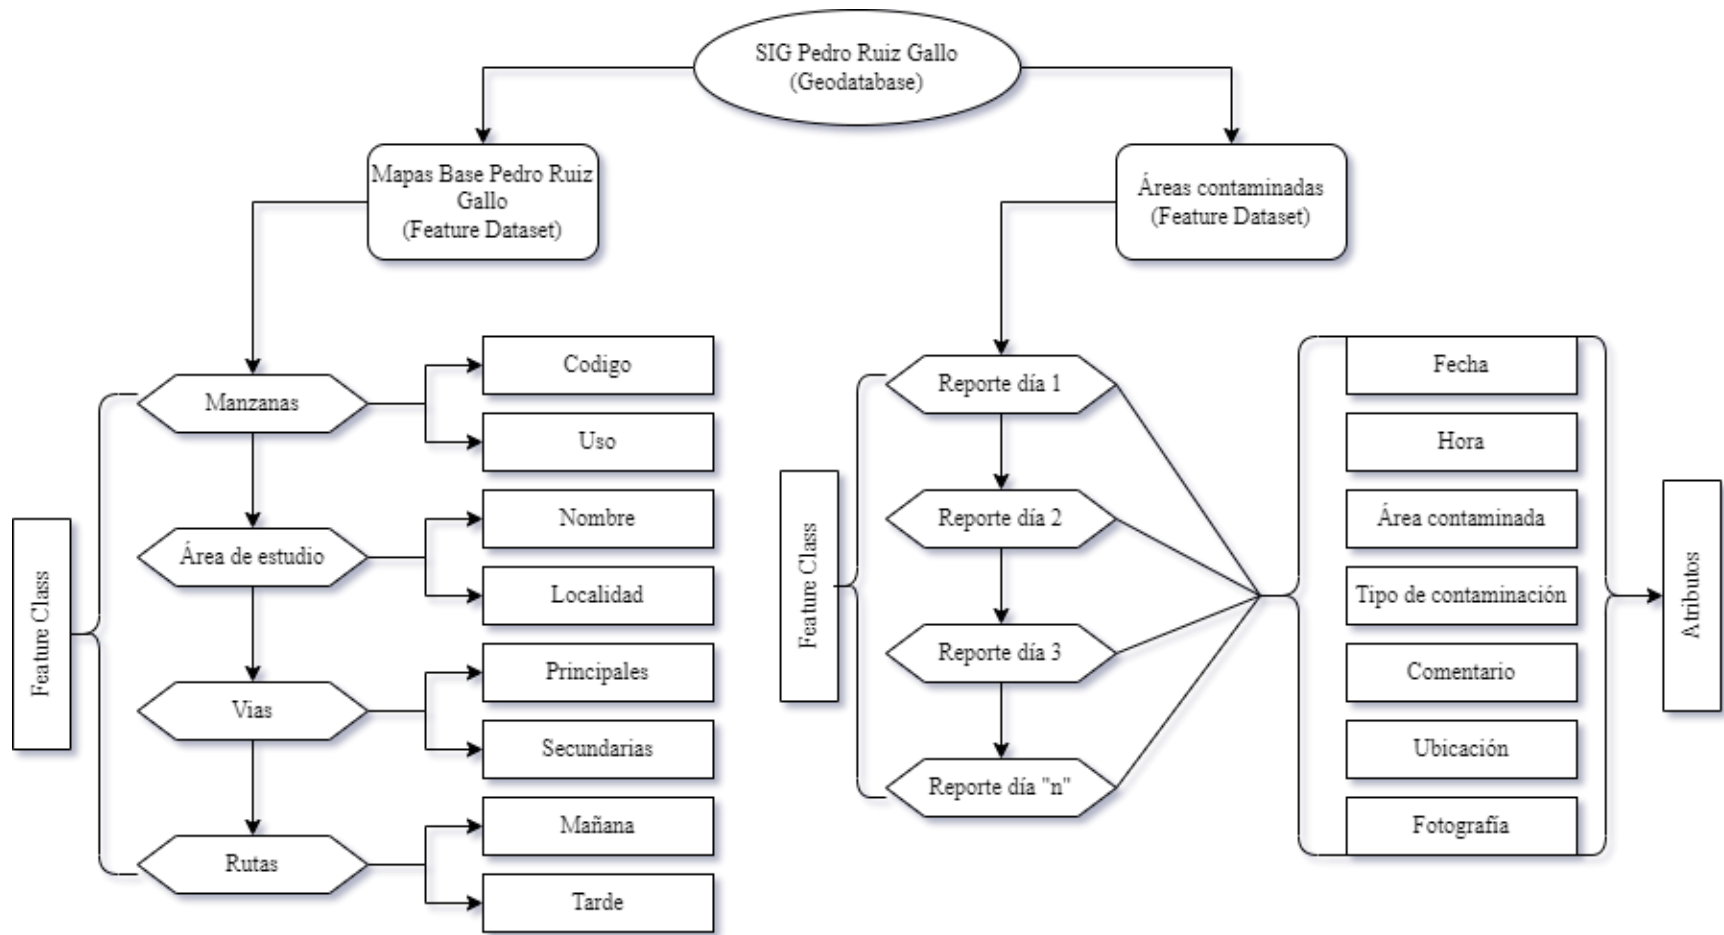 SIG Pedro Ruiz Gallo
(Geodatabase)
Mapas Base Pedro Ruiz
Gallo
(Feature Dataset)
Áreas contaminadas
(Feature Dataset)
Feature Class
Manzanas
Codigo
Uso
Área de estudio
Nombre
Localidad
Vias
Principales
Secundarias
Rutas
Mañana
Tarde
Feature Class
Reporte día 1
Reporte día 2
Reporte día 3
Reporte día "n"
Fecha
Hora
Área contaminada
Tipo de contaminación
Comentario
Ubicación
Fotografía
Atributos